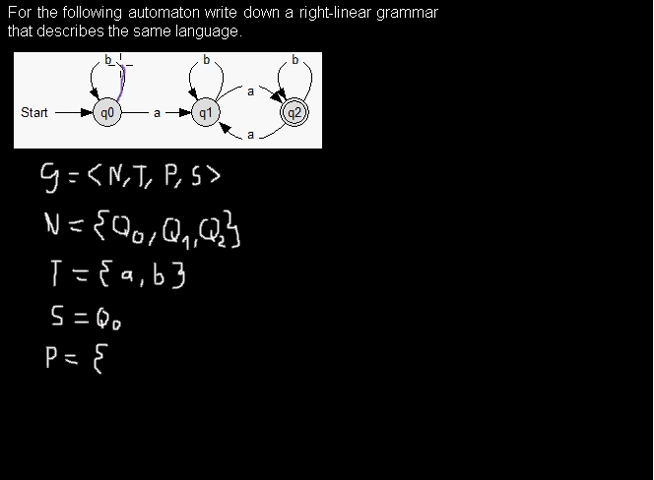 For the following automaton write down a right-linear grammar
that describes the same language.
b b b
a
Start q0 a q1 q2
a
G = <N, T, P, S>
N = {Q₀, Q₁, Q₂}
T = {a, b}
S = Q₀
P = {